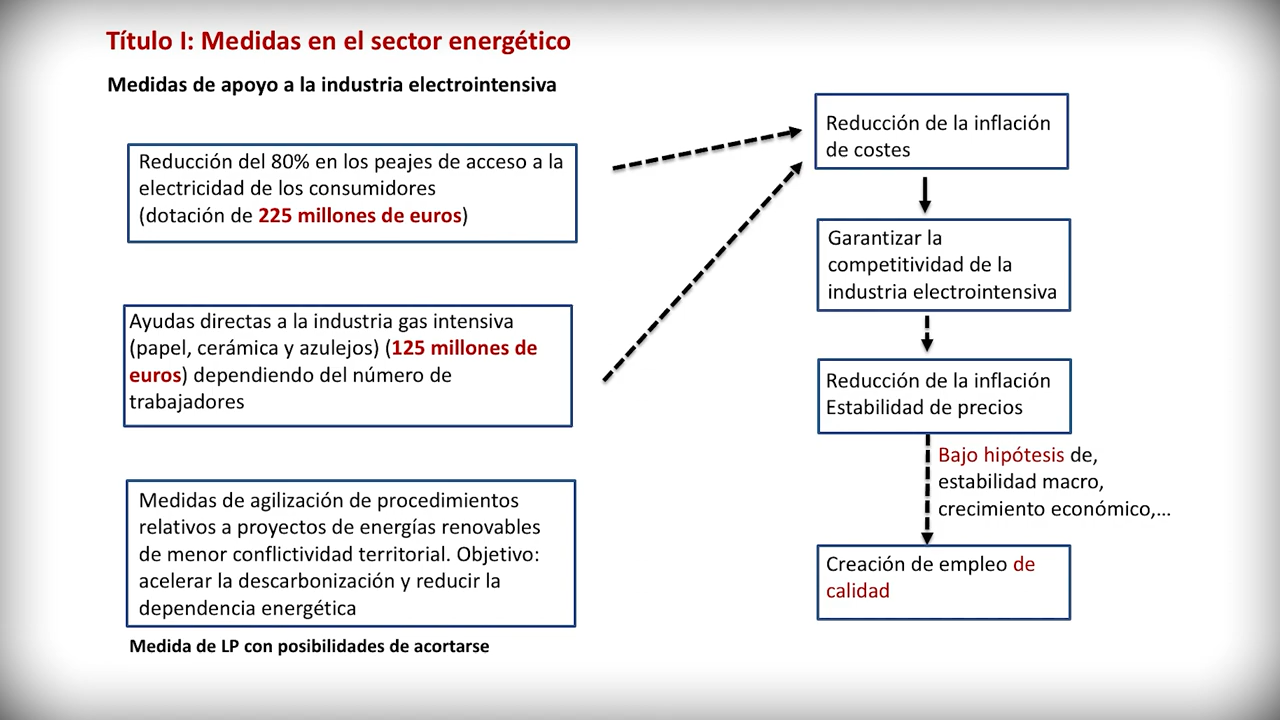 Título I: Medidas en el sector energético
Medidas de apoyo a la industria electrointensiva
Reducción del 80% en los peajes de acceso a la
electricidad de los consumidores
(dotación de 225 millones de euros)
Ayudas directas a la industria gas intensiva
(papel, cerámica y azulejos) (125 millones de
euros) dependiendo del número de
trabajadores
Medidas de agilización de procedimientos
relativos a proyectos de energías renovables
de menor conflictividad territorial. Objetivo:
acelerar la descarbonización y reducir la
dependencia energética
Medida de LP con posibilidades de acortarse
Reducción de la inflación
de costes
Garantizar la
competitividad de la
industria electrointensiva
Reducción de la inflación
Estabilidad de precios
Bajo hipótesis de,
estabilidad macro,
crecimiento económico,...
Creación de empleo de
calidad